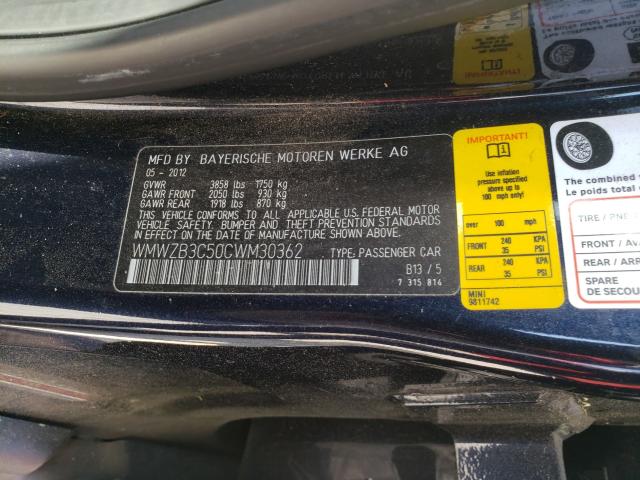 MFD BY BAYERISCHE MOTOREN WERKE AG
05 - 2012
GVWR 3858 lbs 1750 kg
GAWR FRONT 2050 lbs 930 kg
GAWR REAR 1918 lbs 870 kg
THIS VEHICLE CONFORMS TO ALL APPLICABLE U.S. FEDERAL MOTOR
VEHICLE SAFETY, BUMPER AND THEFT PREVENTION STANDARDS
IN EFFECT ON THE DATE OF MANUFACTURE SHOWN ABOVE.
WMWZB3C50CWM30362 TYPE: PASSENGER CAR
B13 / 5
7 315 814
IMPORTANT!
Use inflation
pressure specified
above up to
100 mph only
over 100 mph
FRONT 240 KPA
35 PSI
REAR 240 KPA
35 PSI
MINI
9811742
The combined
Le poids total
TIRE / PNE
FRONT / AVA
REAR / ARR
SPARE
DE SECOU